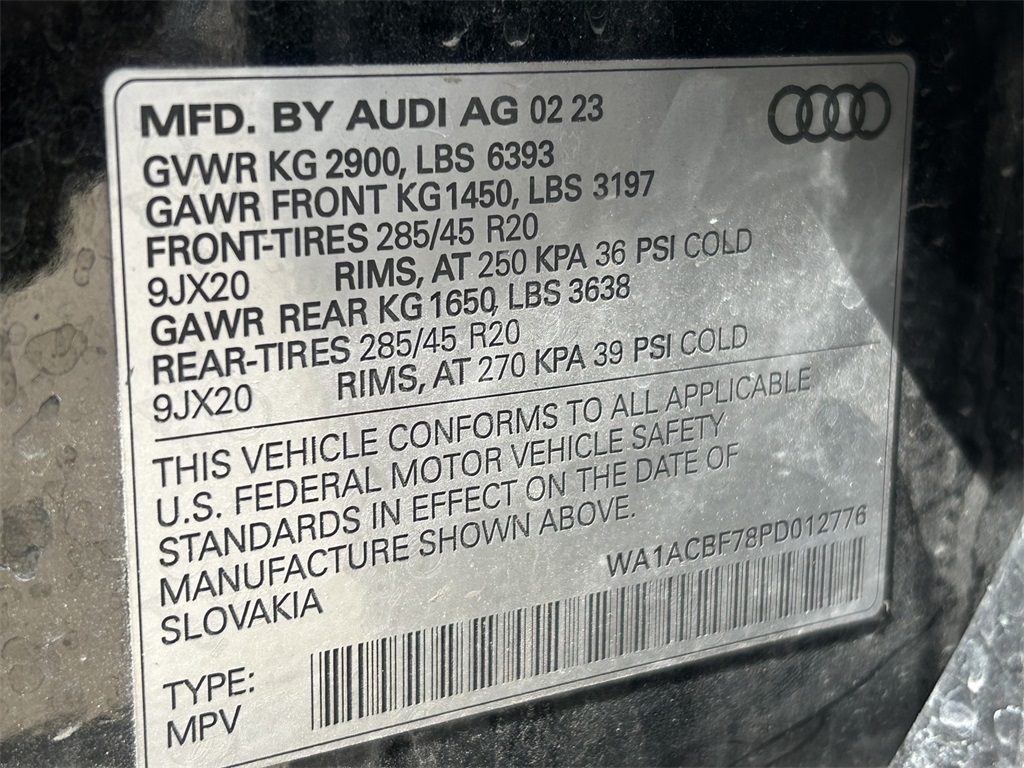 MFD. BY AUDI AG 02 23
GVWR KG 2900, LBS 6393
GAWR FRONT KG1450, LBS 3197
FRONT-TIRES 285/45 R20
9JX20 RIMS, AT 250 KPA 36 PSI COLD
GAWR REAR KG 1650, LBS 3638
REAR-TIRES 285/45 R20
9JX20 RIMS, AT 270 KPA 39 PSI COLD
THIS VEHICLE CONFORMS TO ALL APPLICABLE
U.S. FEDERAL MOTOR VEHICLE SAFETY
STANDARDS IN EFFECT ON THE DATE OF
MANUFACTURE SHOWN ABOVE.
SLOVAKIA WA1ACBF78PD012776
TYPE:
MPV